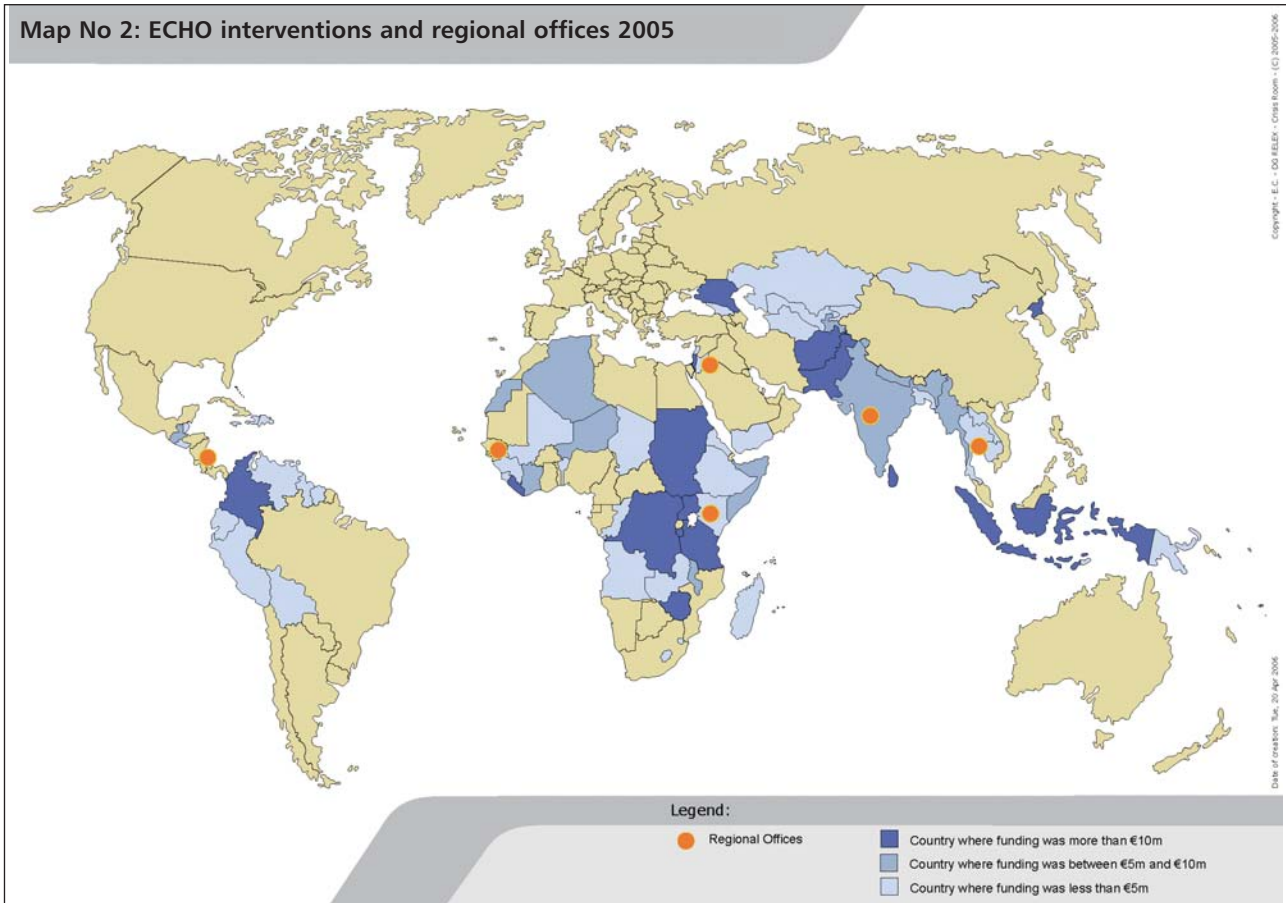 Map No 2: ECHO interventions and regional offices 2005
Copyright - E.C. - DG RELEX - Crisis Room - (C) 2005-2006
Date of creation: Tue, 20 Apr 2006
Legend:
Regional Offices
Country where funding was more than €10m
Country where funding was between €5m and €10m
Country where funding was less than €5m